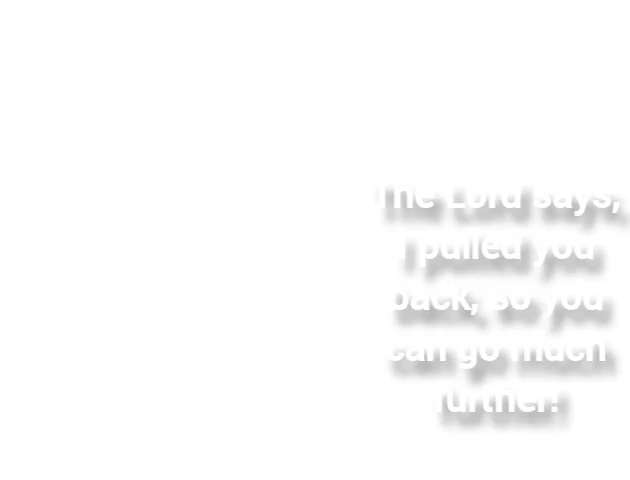 The Lord says,
I pulled you
back, so you
can go much
further!